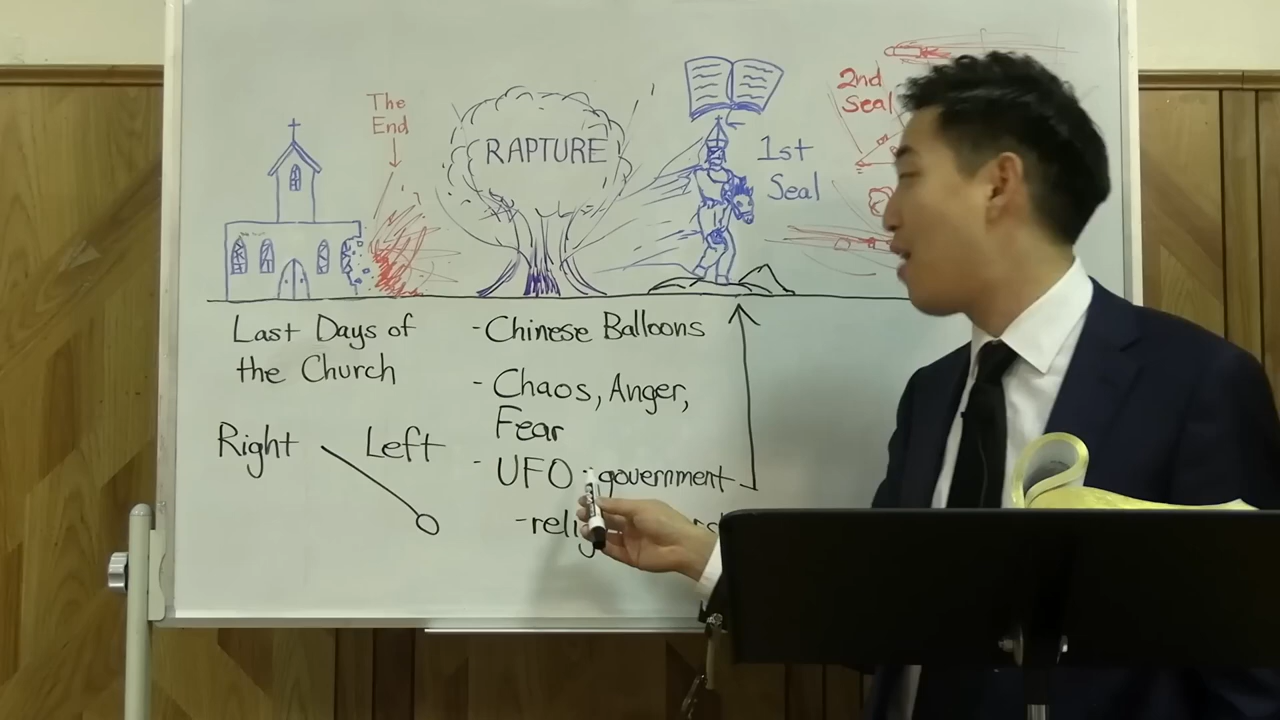 The
End
RAPTURE
1st
Seal
2nd
Seal
Last Days of
the Church
Right Left
- Chinese Balloons
- Chaos, Anger,
Fear
- UFO - government